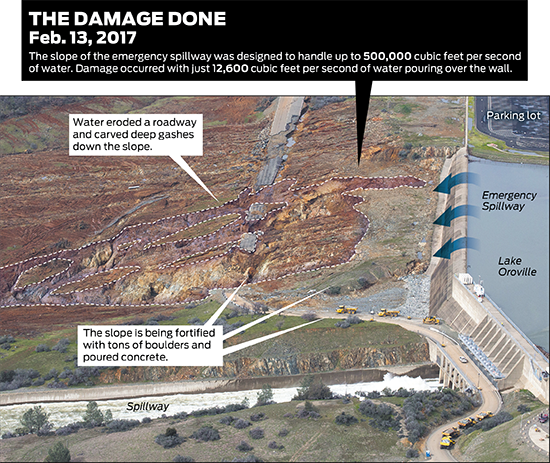 THE DAMAGE DONE
Feb. 13, 2017
The slope of the emergency spillway was designed to handle up to 500,000 cubic feet per second
of water. Damage occurred with just 12,600 cubic feet per second of water pouring over the wall.
Parking lot
Water eroded a roadway
and carved deep gashes
down the slope.
Emergency
Spillway
Lake
Oroville
The slope is being fortified
with tons of boulders and
poured concrete.
Spillway